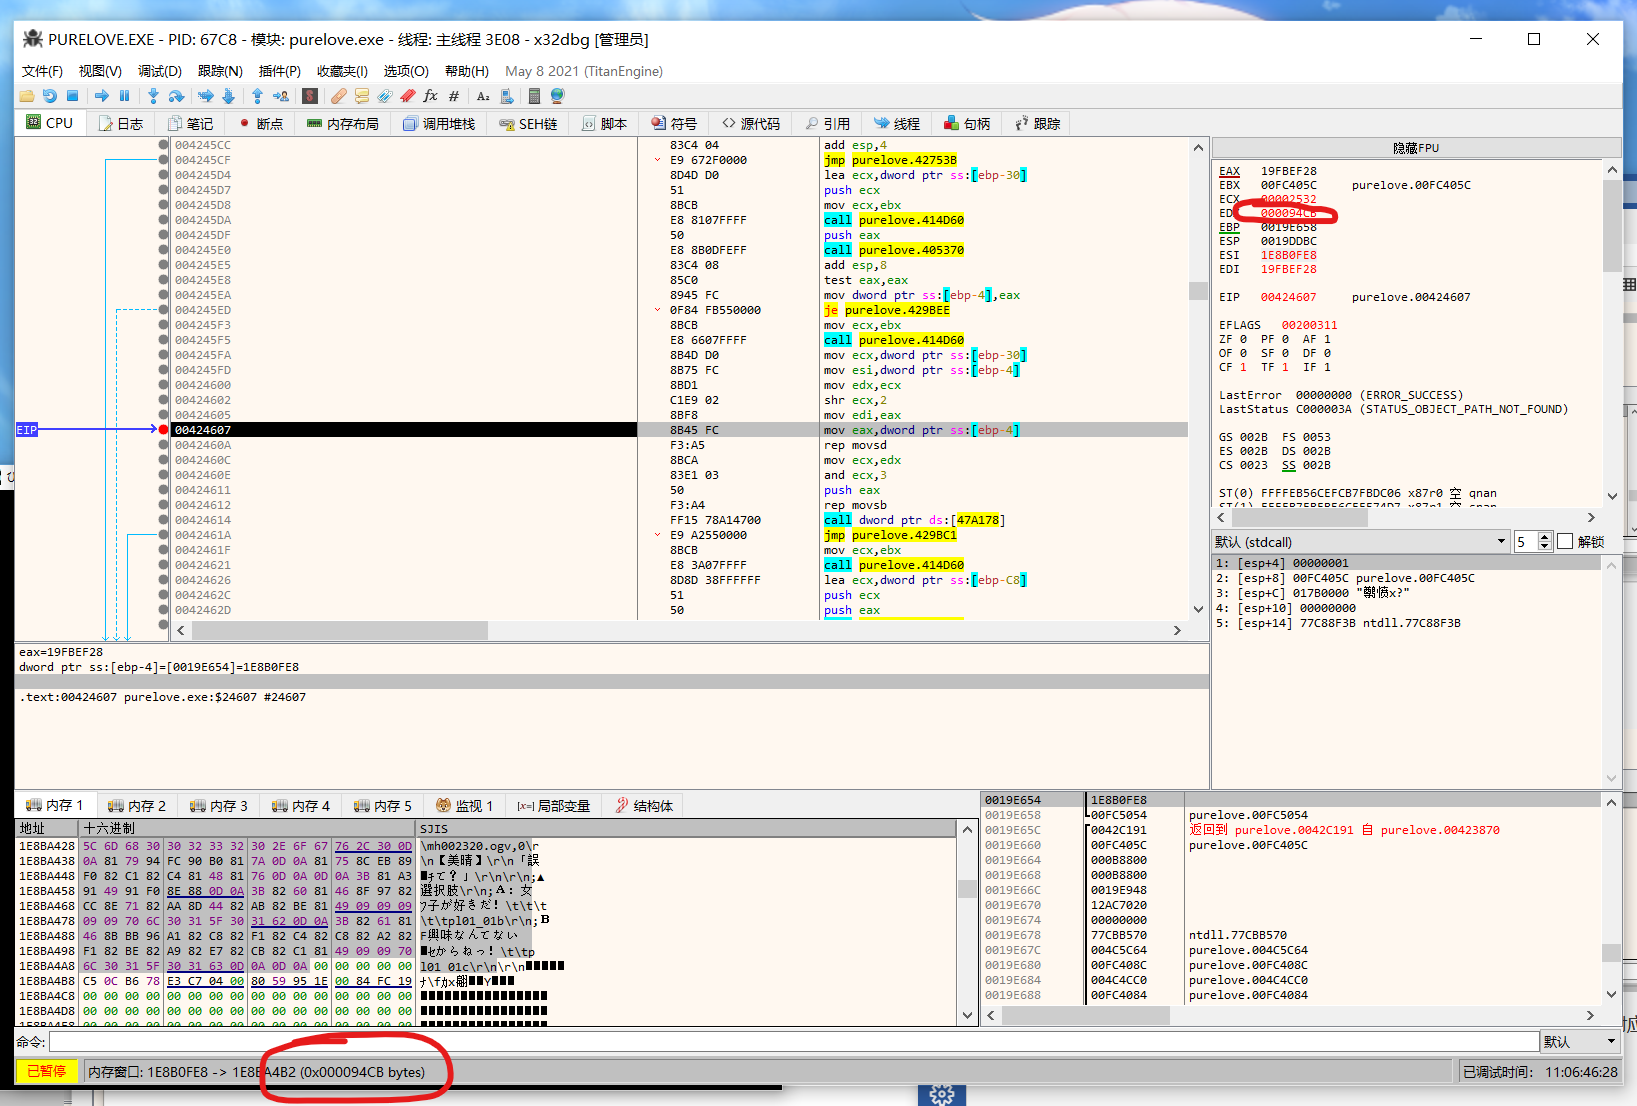 PURELOVE.EXE - PID: 67C8 - 模块: purelove.exe - 线程: 主线程 3E08 - x32dbg [管理员]
文件(F) 视图(V) 调试(D) 跟踪(N) 插件(P) 收藏夹(I) 选项(O) 帮助(H) May 8 2021 (TitanEngine)
CPU 日志 笔记 断点 内存布局 调用堆栈 SEH链 脚本 符号 源代码 引用 线程 句柄 跟踪
004245CC 83C4 04 add esp,4
004245CF E9 672F0000 jmp purelove.42753B
004245D4 8D4D D0 lea ecx,dword ptr ss:[ebp-30]
004245D7 51 push ecx
004245D8 8BCB mov ecx,ebx
004245DA E8 8107FFFF call purelove.414D60
004245DF 50 push eax
004245E0 E8 8B0DFEFF call purelove.405370
004245E5 83C4 08 add esp,8
004245E8 85C0 test eax,eax
004245EA 8945 FC mov dword ptr ss:[ebp-4],eax
004245ED 0F84 FB550000 je purelove.429BEE
004245F3 8BCB mov ecx,ebx
004245F5 E8 6607FFFF call purelove.414D60
004245FA 8B4D D0 mov ecx,dword ptr ss:[ebp-30]
004245FD 8B75 FC mov esi,dword ptr ss:[ebp-4]
00424600 8BD1 mov edx,ecx
00424602 C1E9 02 shr ecx,2
00424605 8BF8 mov edi,eax
EIP 00424607 8B45 FC mov eax,dword ptr ss:[ebp-4]
0042460A F3:A5 rep movsd
0042460C 8BCA mov ecx,edx
0042460E 83E1 03 and ecx,3
00424611 50 push eax
00424612 F3:A4 rep movsb
00424614 FF15 78A14700 call dword ptr ds:[47A178]
0042461A E9 A2550000 jmp purelove.429BC1
0042461F 8BCB mov ecx,ebx
00424621 E8 3A07FFFF call purelove.414D60
00424626 8D8D 38FFFFFF lea ecx,dword ptr ss:[ebp-C8]
0042462C 51 push ecx
0042462D 50 push eax
隐藏FPU
EAX 19FBEF28
EBX 00FC405C purelove.00FC405C
ECX 00002532
ED 000094CB
EBP 0019E658
ESP 0019DDBC
ESI 1E8B0FE8
EDI 19FBEF28
EIP 00424607 purelove.00424607
EFLAGS 00200311
ZF 0 PF 0 AF 1
OF 0 SF 0 DF 0
CF 1 TF 1 IF 1
LastError 00000000 (ERROR_SUCCESS)
LastStatus C000003A (STATUS_OBJECT_PATH_NOT_FOUND)
GS 002B FS 0053
ES 002B DS 002B
CS 0023 SS 002B
ST(0) FFFFEB56CEFCB7FBDC06 x87r0 空 qnan
默认 (stdcall) 5 解锁
1: [esp+4] 00000001
2: [esp+8] 00FC405C purelove.00FC405C
3: [esp+C] 017B0000
4: [esp+10] 00000000
5: [esp+14] 77C88F3B ntdll.77C88F3B
eax=19FBEF28
dword ptr ss:[ebp-4]=[0019E654]=1E8B0FE8
.text:00424607 purelove.exe:$24607 #24607
内存 1 内存 2 内存 3 内存 4 内存 5 监视 1 [x=] 局部变量 结构体
地址 十六进制 SJIS
1E8BA428 5C 6D 68 30 30 32 33 32 30 2E 6F 67 76 2C 30 0D \mh002320.ogv,0\r
1E8BA438 0A 81 79 94 FC 90 B0 81 7A 0D 0A 81 75 8C EB 89 \n【美晴】\r\n「誤
1E8BA448 F0 82 C1 82 C4 81 48 81 76 0D 0A 0D 0A 3B 81 A3 ｵて？」\r\n\r\n;▲
1E8BA458 91 49 91 F0 8E 88 0D 0A 3B 82 60 81 46 8F 97 82 選択肢\r\n;Ａ：女
1E8BA468 CC 8E 71 82 AA 8D 44 82 AB 82 BE 81 49 09 09 09 ﾌ子が好きだ！\t\t\t
1E8BA478 09 09 70 6C 30 31 5F 30 31 62 0D 0A 3B 82 61 81 \t\tpl01_01b\r\n;Ｂ
1E8BA488 46 8B BB 96 A1 82 C8 82 F1 82 C4 82 C8 82 A2 82 F興味なんてない
1E8BA498 F1 82 BE 82 A9 82 E7 82 CB 82 C1 81 49 09 09 70 ｾからねっ！\t\tp
1E8BA4A8 6C 30 31 5F 30 31 63 0D 0A 0D 0A 00 00 00 00 00 l01_01c\r\n\r\n
1E8BA4B8 C5 0C B6 78 E3 C7 04 00 80 59 95 1E 00 84 FC 19
1E8BA4C8 00 00 00 00 00 00 00 00 00 00 00 00 00 00 00 00
1E8BA4D8 00 00 00 00 00 00 00 00 00 00 00 00 00 00 00 00
0019E654 1E8B0FE8
0019E658 00FC5054 purelove.00FC5054
0019E65C 0042C191 返回到 purelove.0042C191 自 purelove.00423870
0019E660 00FC405C purelove.00FC405C
0019E664 000B8800
0019E668 000B8800
0019E66C 0019E948
0019E670 12AC7020
0019E674 00000000
0019E678 77CBB570 ntdll.77CBB570
0019E67C 004C5C64 purelove.004C5C64
0019E680 00FC408C purelove.00FC408C
0019E684 004C4CC0 purelove.004C4CC0
0019E688 00FC4084 purelove.00FC4084
命令: 默认
已暂停 内存窗口: 1E8B0FE8 -> 1E8BA4B2 (0x000094CB bytes) 已调试时间: 11:06:46:28